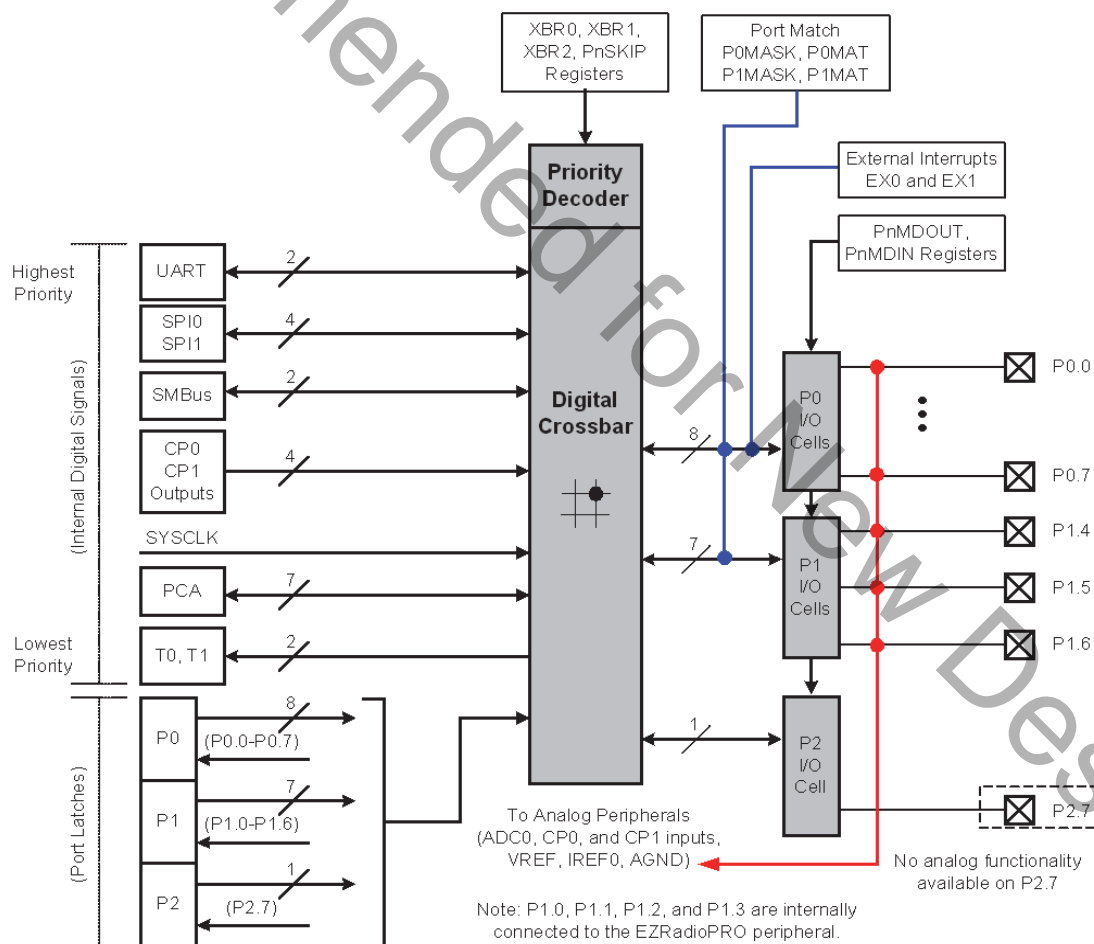 XBR0, XBR1,
XBR2, PnSKIP
Registers
Port Match
P0MASK, P0MAT
P1MASK, P1MAT
External Interrupts
EX0 and EX1
PnMDOUT,
PnMDIN Registers
Priority
Decoder
Digital
Crossbar
Highest
Priority
(Internal Digital Signals)
Lowest
Priority
(Port Latches)
UART
2
SPI0
SPI1
4
SMBus
2
CP0
CP1
Outputs
4
SYSCLK
PCA
7
T0, T1
2
P0
8
(P0.0-P0.7)
P1
7
(P1.0-P1.6)
P2
1
(P2.7)
8
7
1
P0
I/O
Cells
P1
I/O
Cells
P2
I/O
Cell
P0.0
P0.7
P1.4
P1.5
P1.6
P2.7
To Analog Peripherals
(ADC0, CP0, and CP1 inputs,
VREF, IREF0, AGND)
No analog functionality
available on P2.7
Note: P1.0, P1.1, P1.2, and P1.3 are internally
connected to the EZRadioPRO peripheral.
mended for New Des